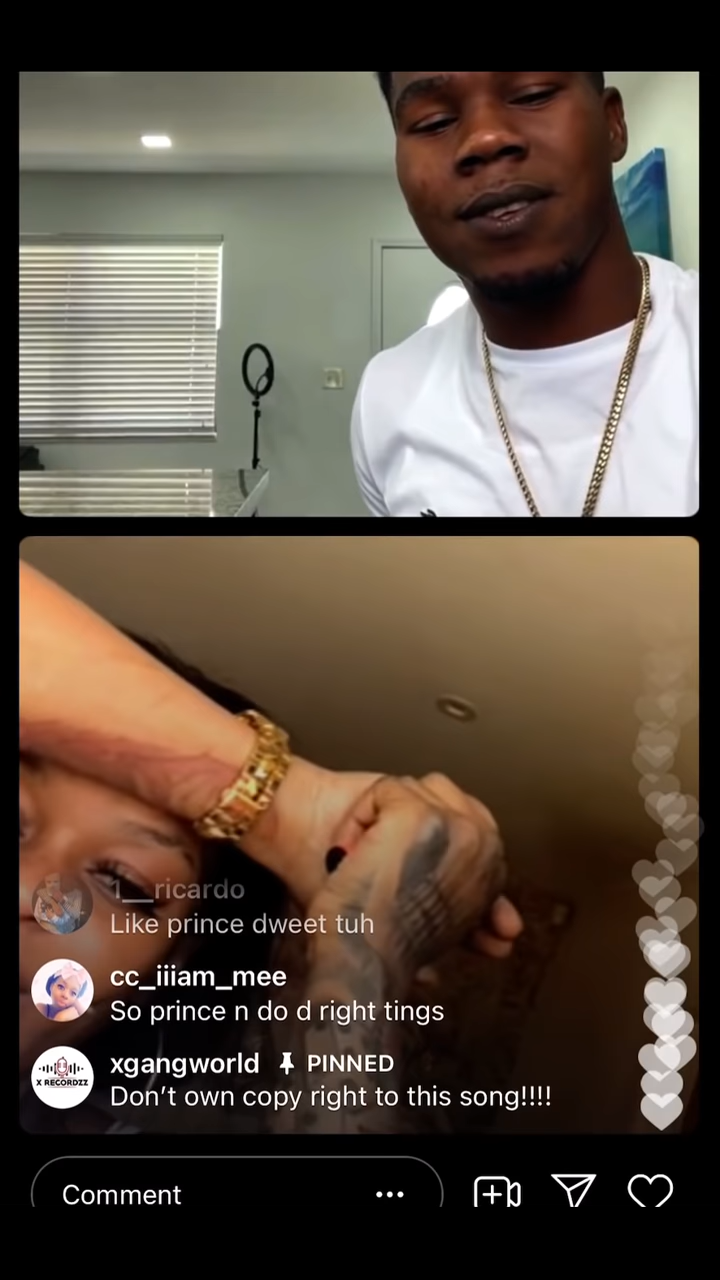 1__ricardo
Like prince dweet tuh
cc_iiiam_mee
So prince n do d right tings
X RECORDZZ
xgangworld PINNED
Don’t own copy right to this song!!!!
Comment